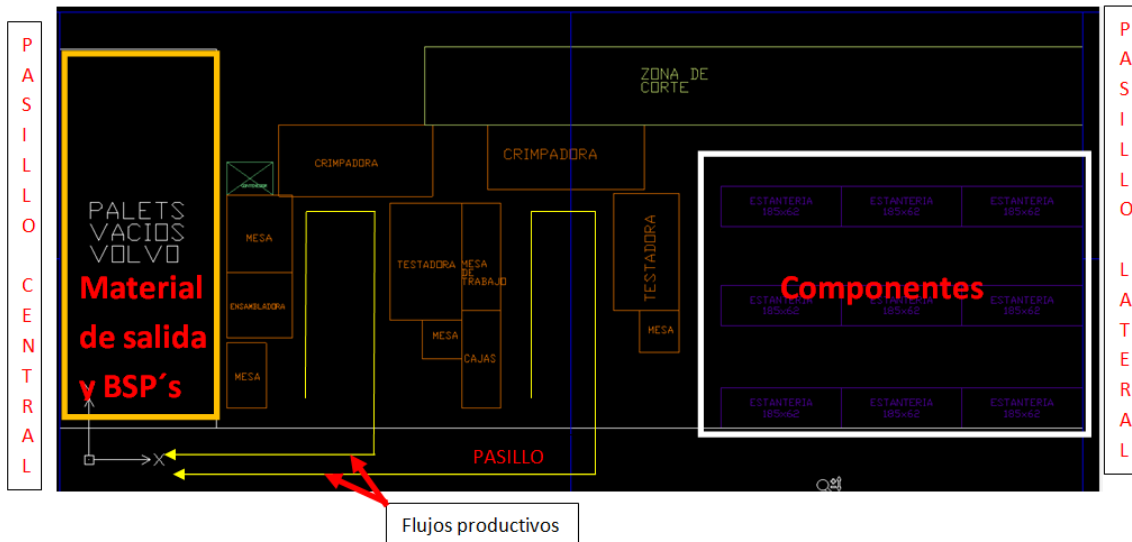 PASILLO CENTRAL
PASILLO LATERAL
ZONA DE
CORTE
CRIMPADORA
CRIMPADORA
CONTENEDOR
PALETS
VACIOS
VOLVO
Material
de salida
y BSP´s
MESA
ENSAMBLADORA
MESA
TESTADORA
MESA
DE
TRABAJO
MESA
CAJAS
TESTADORA
MESA
ESTANTERIA
185x62
ESTANTERIA
185x62
ESTANTERIA
185x62
Componentes
ESTANTERIA
185x62
ESTANTERIA
185x62
ESTANTERIA
185x62
ESTANTERIA
185x62
ESTANTERIA
185x62
ESTANTERIA
185x62
Y
X
PASILLO
Flujos productivos